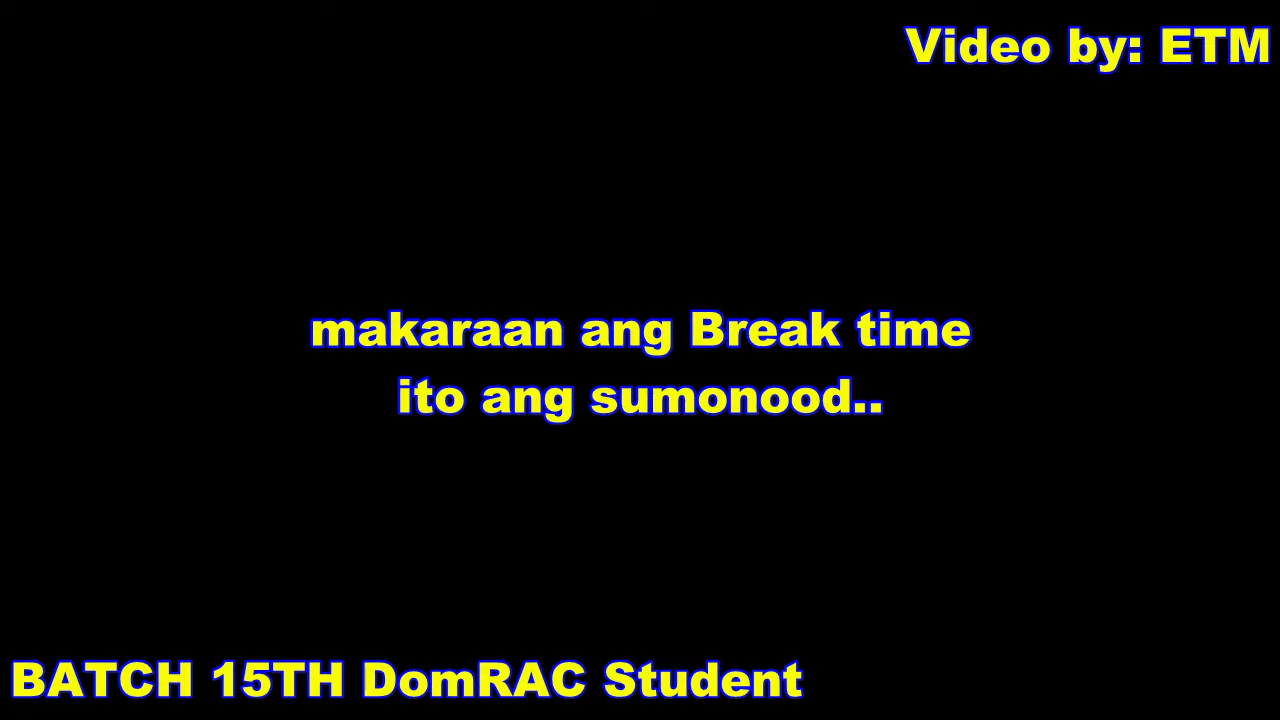 Video by: ETM
makaraan ang Break time
ito ang sumonood..
BATCH 15TH DomRAC Student